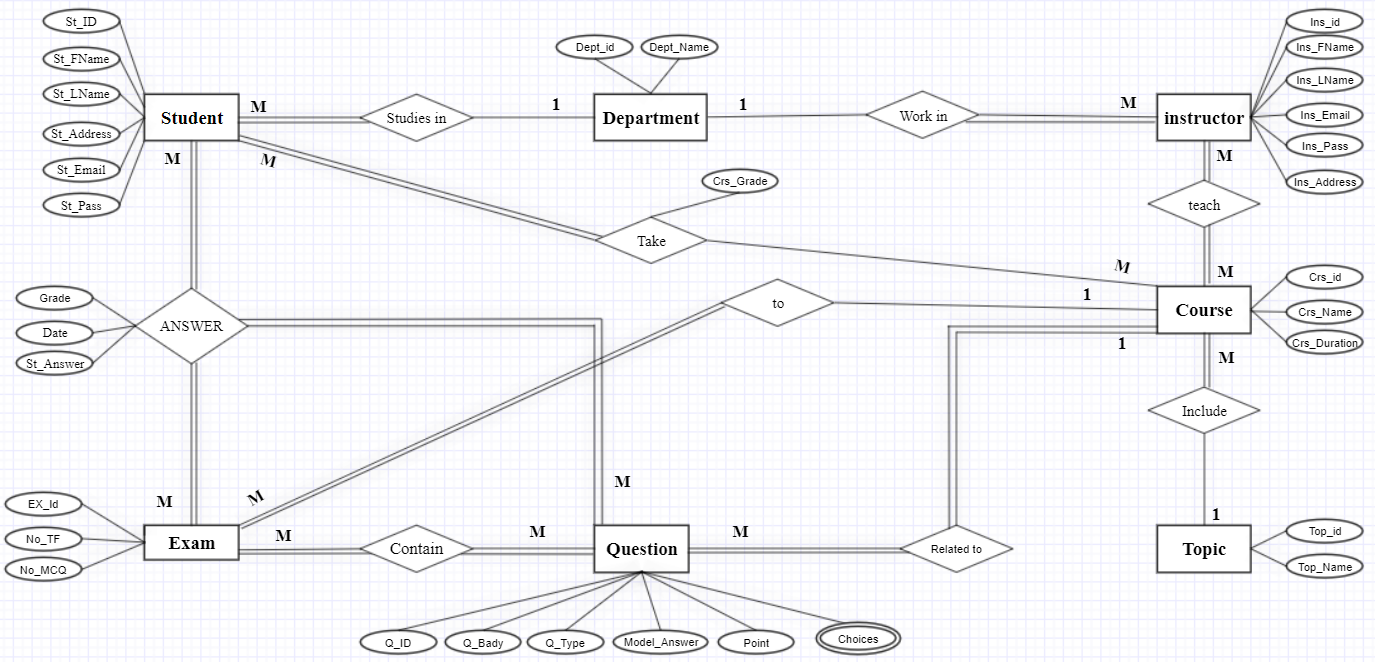 St_ID
St_FName
St_LName
St_Address
St_Email
St_Pass
Student
M
Studies in
1
Dept_id
Dept_Name
Department
1
Work in
M
instructor
Ins_id
Ins_FName
Ins_LName
Ins_Email
Ins_Pass
Ins_Address
M
M
Crs_Grade
Take
M
M
teach
M
Grade
Date
St_Answer
ANSWER
to
1
Course
Crs_id
Crs_Name
Crs_Duration
1
M
Include
M
M
M
EX_Id
No_TF
No_MCQ
Exam
M
Contain
M
Question
M
Related to
1
Topic
Top_id
Top_Name
Q_ID
Q_Bady
Q_Type
Model_Answer
Point
Choices